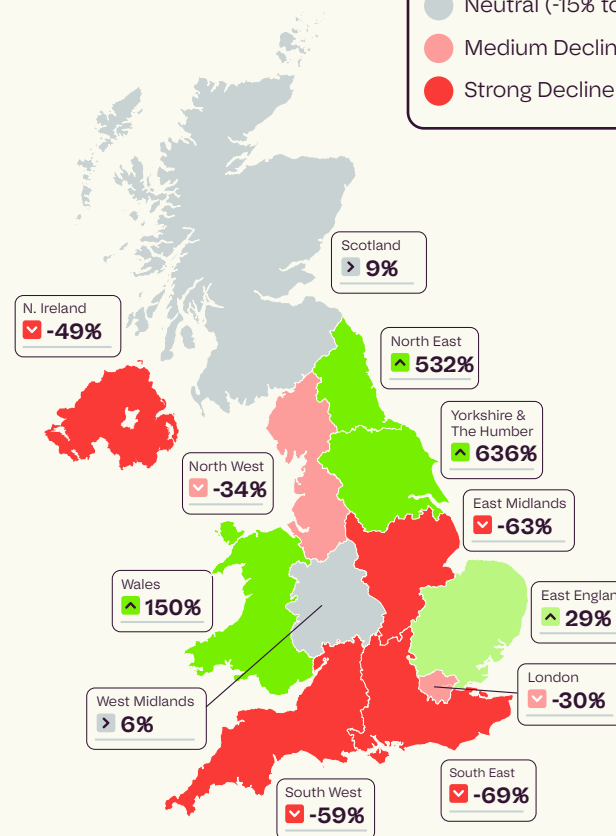 Neutral (-15% to
Medium Declin
Strong Decline
Scotland
9%
N. Ireland
-49%
North East
532%
Yorkshire &
The Humber
636%
North West
-34%
East Midlands
-63%
Wales
150%
East Englan
29%
London
-30%
West Midlands
6%
South East
-69%
South West
-59%